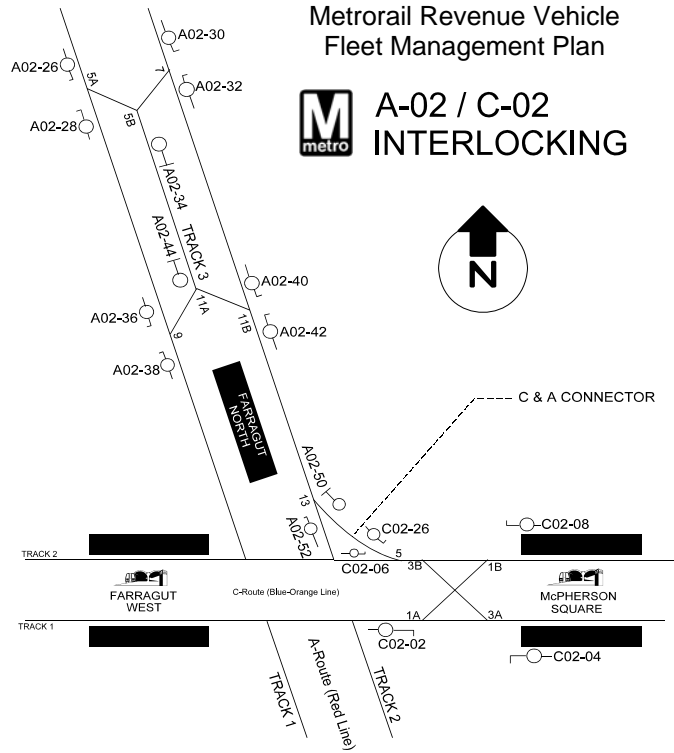 Metrorail Revenue Vehicle
Fleet Management Plan
M
metro
A-02 / C-02
INTERLOCKING
N
A02-30
A02-26
5A
7
A02-32
5B
A02-28
A02-34
A02-44
TRACK 3
A02-40
11A
11B
A02-36
9
A02-42
A02-38
FARRAGUT
NORTH
C & A CONNECTOR
A02-50
13
A02-52
C02-26
C02-08
TRACK 2
C02-06
5
3B
1B
FARRAGUT
WEST
C-Route (Blue-Orange Line)
McPHERSON
SQUARE
1A
3A
TRACK 1
C02-02
C02-04
TRACK 1
A-Route (Red Line)
TRACK 2